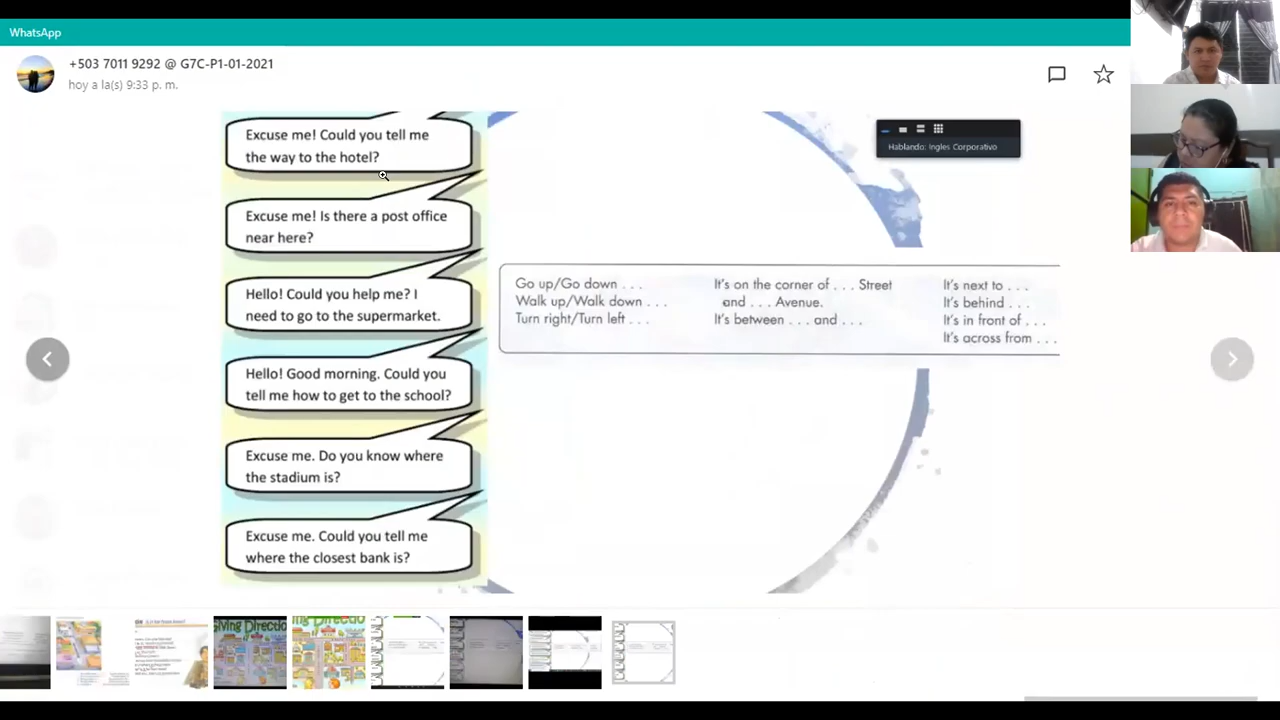 WhatsApp
+503 7011 9292 @ G7C-P1-01-2021
hoy a la(s) 9:33 p. m.
Hablando: Ingles Corporativo
Excuse me! Could you tell me
the way to the hotel?
Excuse me! Is there a post office
near here?
Hello! Could you help me? I
need to go to the supermarket.
Hello! Good morning. Could you
tell me how to get to the school?
Excuse me. Do you know where
the stadium is?
Excuse me. Could you tell me
where the closest bank is?
Go up/Go down . . .
Walk up/Walk down . . .
Turn right/Turn left . . .
It's on the corner of . . . Street
and . . . Avenue.
It's between . . . and . . .
It's next to . . .
It's behind . . .
It's in front of . . .
It's across from . . .
Giving Directio
ing Directio